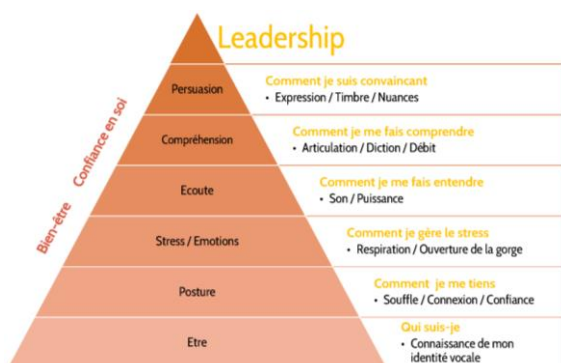 Leadership
Persuasion
Comment je suis convaincant
• Expression / Timbre / Nuances
Compréhension
Comment je me fais comprendre
• Articulation / Diction / Débit
Ecoute
Comment je me fais entendre
• Son / Puissance
Stress / Emotions
Comment je gére le stress
• Respiration / Ouverture de la gorge
Posture
Comment je me tiens
• Souffle / Connexion / Confiance
Etre
Qui suis-je
• Connaissance de mon
identité vocale
Bien-être Confiance en soi